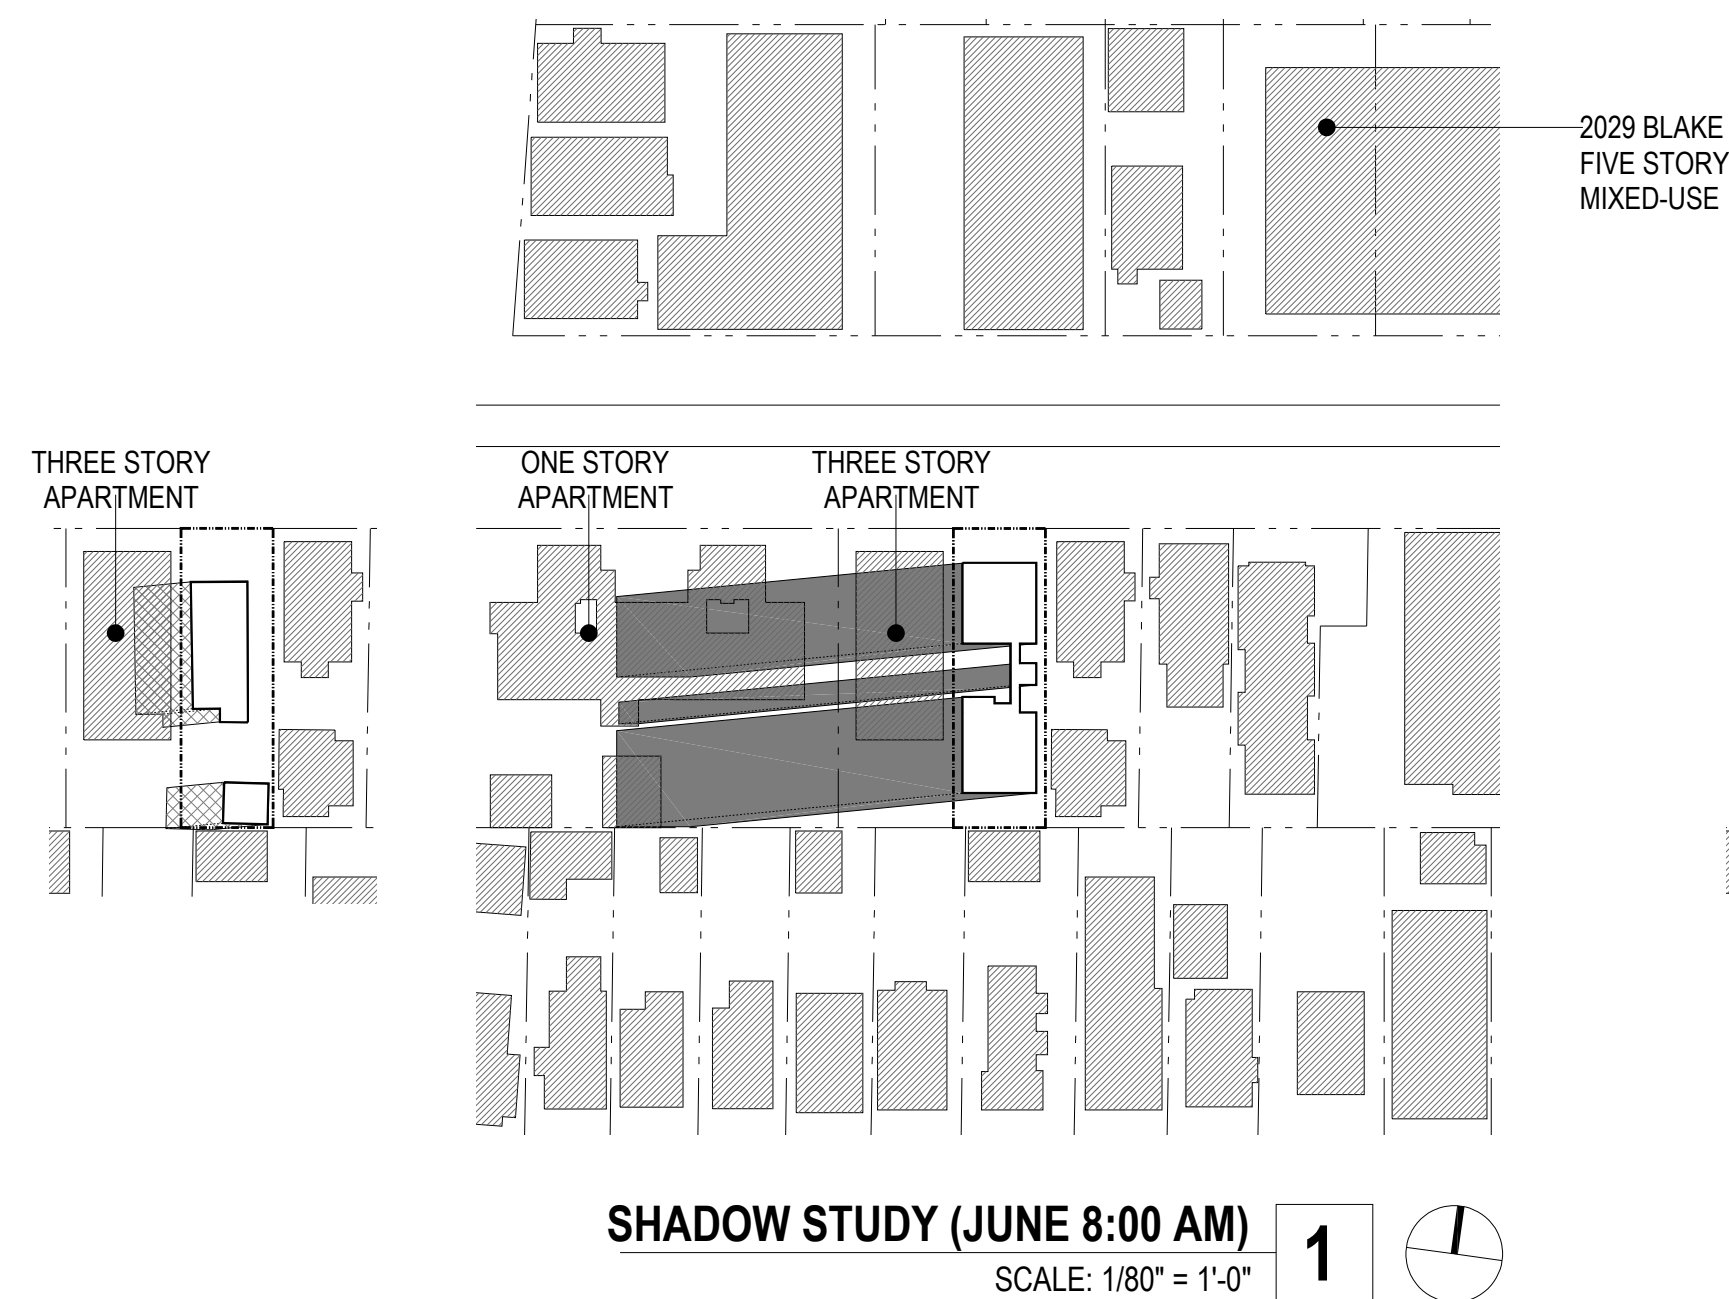 2029 BLAKE
FIVE STORY
MIXED-USE
THREE STORY
APARTMENT
ONE STORY
APARTMENT
THREE STORY
APARTMENT
SHADOW STUDY (JUNE 8:00 AM)
SCALE: 1/80" = 1'-0"
1